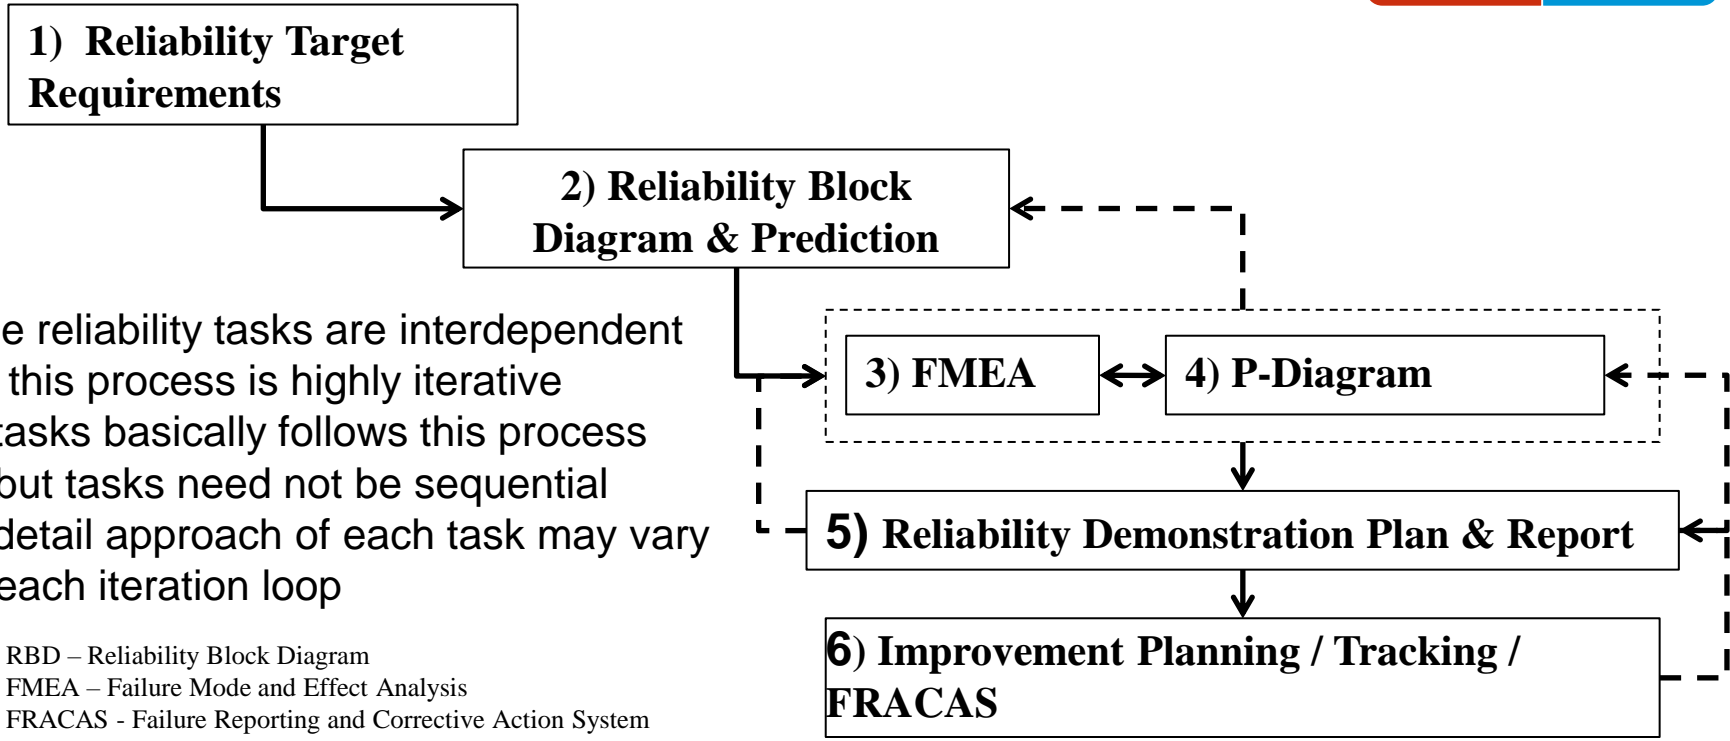 1) Reliability Target
Requirements
2) Reliability Block
Diagram & Prediction
e reliability tasks are interdependent
this process is highly iterative
tasks basically follows this process
but tasks need not be sequential
detail approach of each task may vary
each iteration loop
3) FMEA
4) P-Diagram
5) Reliability Demonstration Plan & Report
6) Improvement Planning / Tracking /
FRACAS
RBD – Reliability Block Diagram
FMEA – Failure Mode and Effect Analysis
FRACAS - Failure Reporting and Corrective Action System